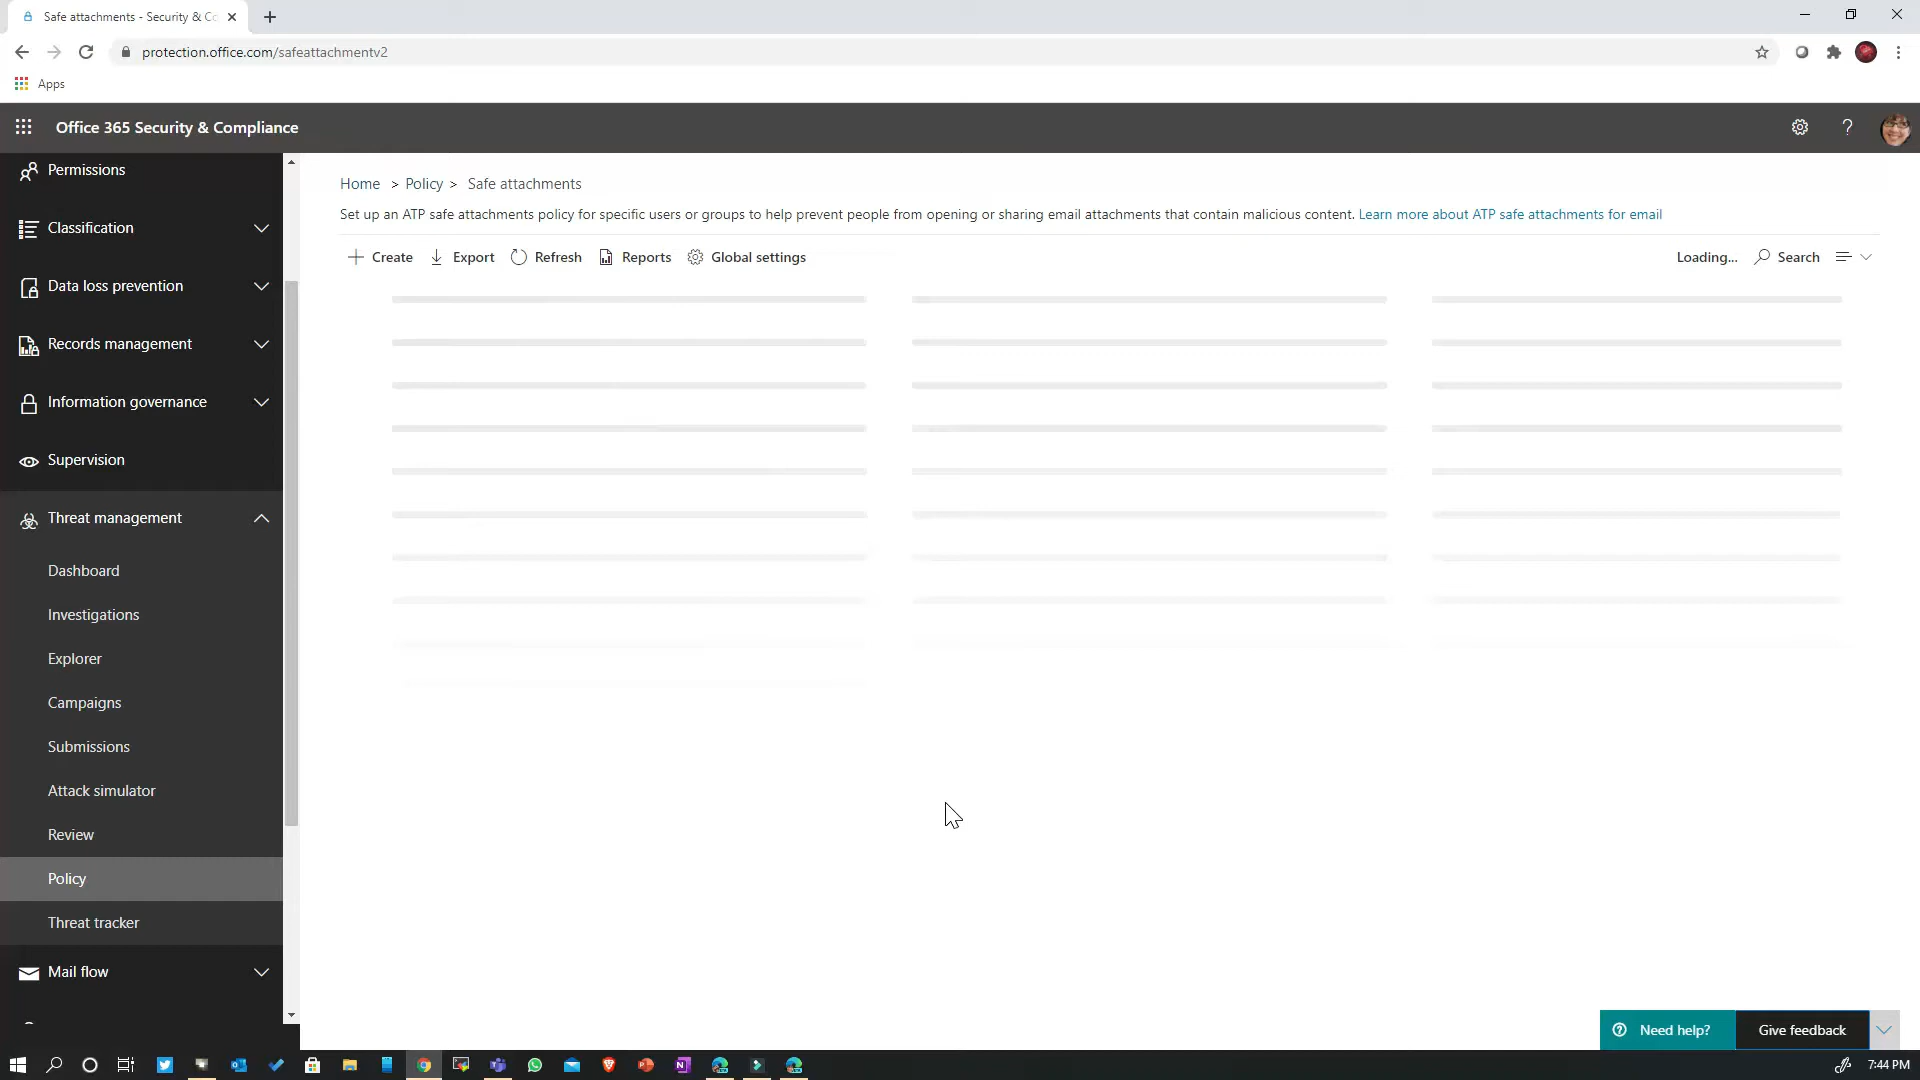 Safe attachments - Security & Co
protection.office.com/safeattachmentv2
Apps
Office 365 Security & Compliance
Permissions
Classification
Data loss prevention
Records management
Information governance
Supervision
Threat management
Dashboard
Investigations
Explorer
Campaigns
Submissions
Attack simulator
Review
Policy
Threat tracker
Mail flow
Home > Policy > Safe attachments
Set up an ATP safe attachments policy for specific users or groups to help prevent people from opening or sharing email attachments that contain malicious content. Learn more about ATP safe attachments for email
Create Export Refresh Reports Global settings Loading... Search
Need help? Give feedback
7:44 PM